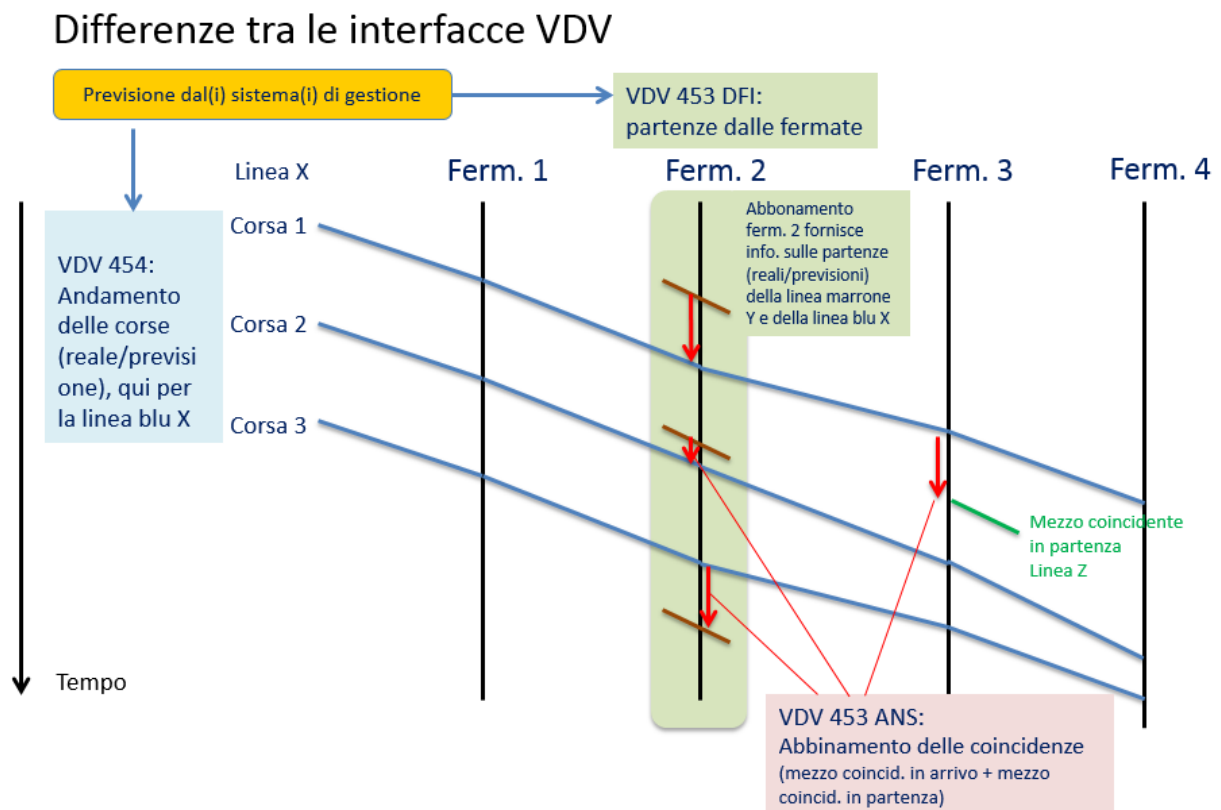 Differenze tra le interfacce VDV
Previsione dal(i) sistema(i) di gestione
VDV 453 DFI:
partenze dalle fermate
Linea X
Ferm. 1
Ferm. 2
Ferm. 3
Ferm. 4
VDV 454:
Andamento
delle corse
(reale/previsi
one), qui per
la linea blu X
Corsa 1
Corsa 2
Corsa 3
Abbonamento
ferm. 2 fornisce
info. sulle partenze
(reali/previsioni)
della linea marrone
Y e della linea blu X
Mezzo coincidente
in partenza
Linea Z
Tempo
VDV 453 ANS:
Abbinamento delle coincidenze
(mezzo coincid. in arrivo + mezzo
coincid. in partenza)